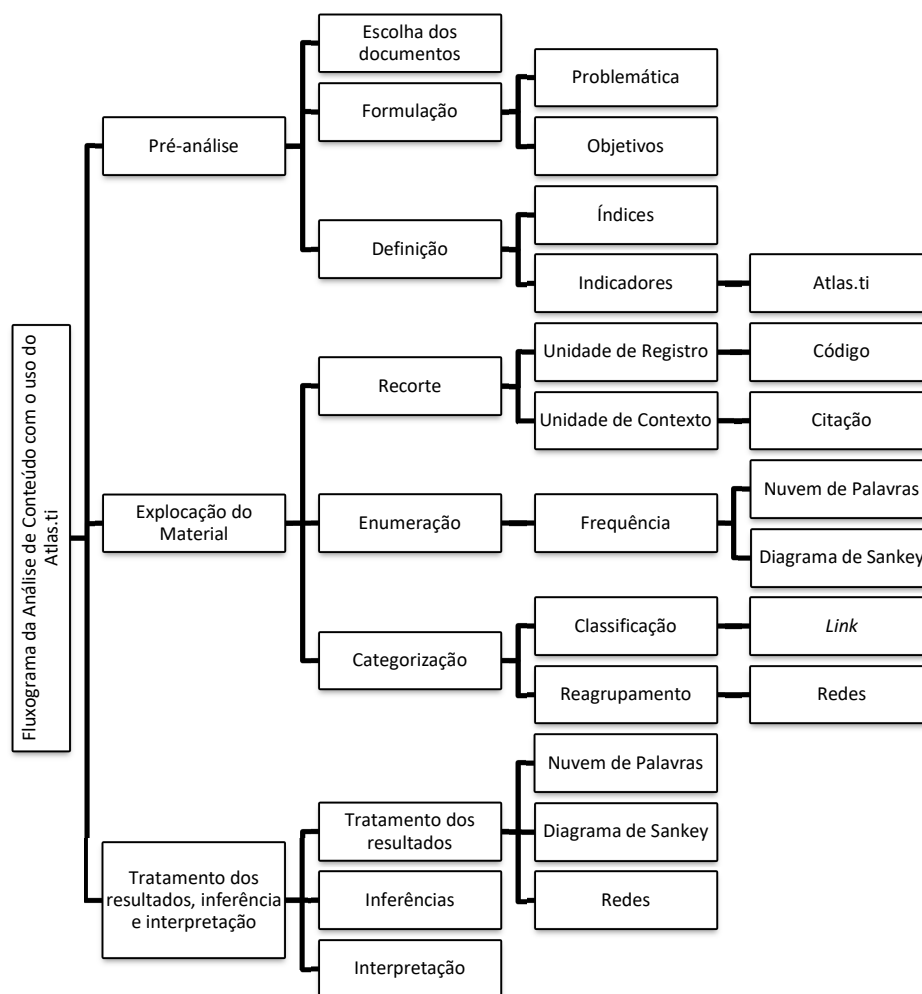 Fluxograma da Análise de Conteúdo com o uso do
Atlas.ti
Pré-análise
Escolha dos
documentos
Formulação
Problemática
Objetivos
Definição
Índices
Indicadores
Atlas.ti
Explocação do
Material
Recorte
Unidade de Registro
Código
Unidade de Contexto
Citação
Enumeração
Frequência
Nuvem de Palavras
Diagrama de Sankey
Categorização
Classificação
Link
Reagrupamento
Redes
Tratamento dos
resultados, inferência
e interpretação
Tratamento dos
resultados
Nuvem de Palavras
Diagrama de Sankey
Redes
Inferências
Interpretação